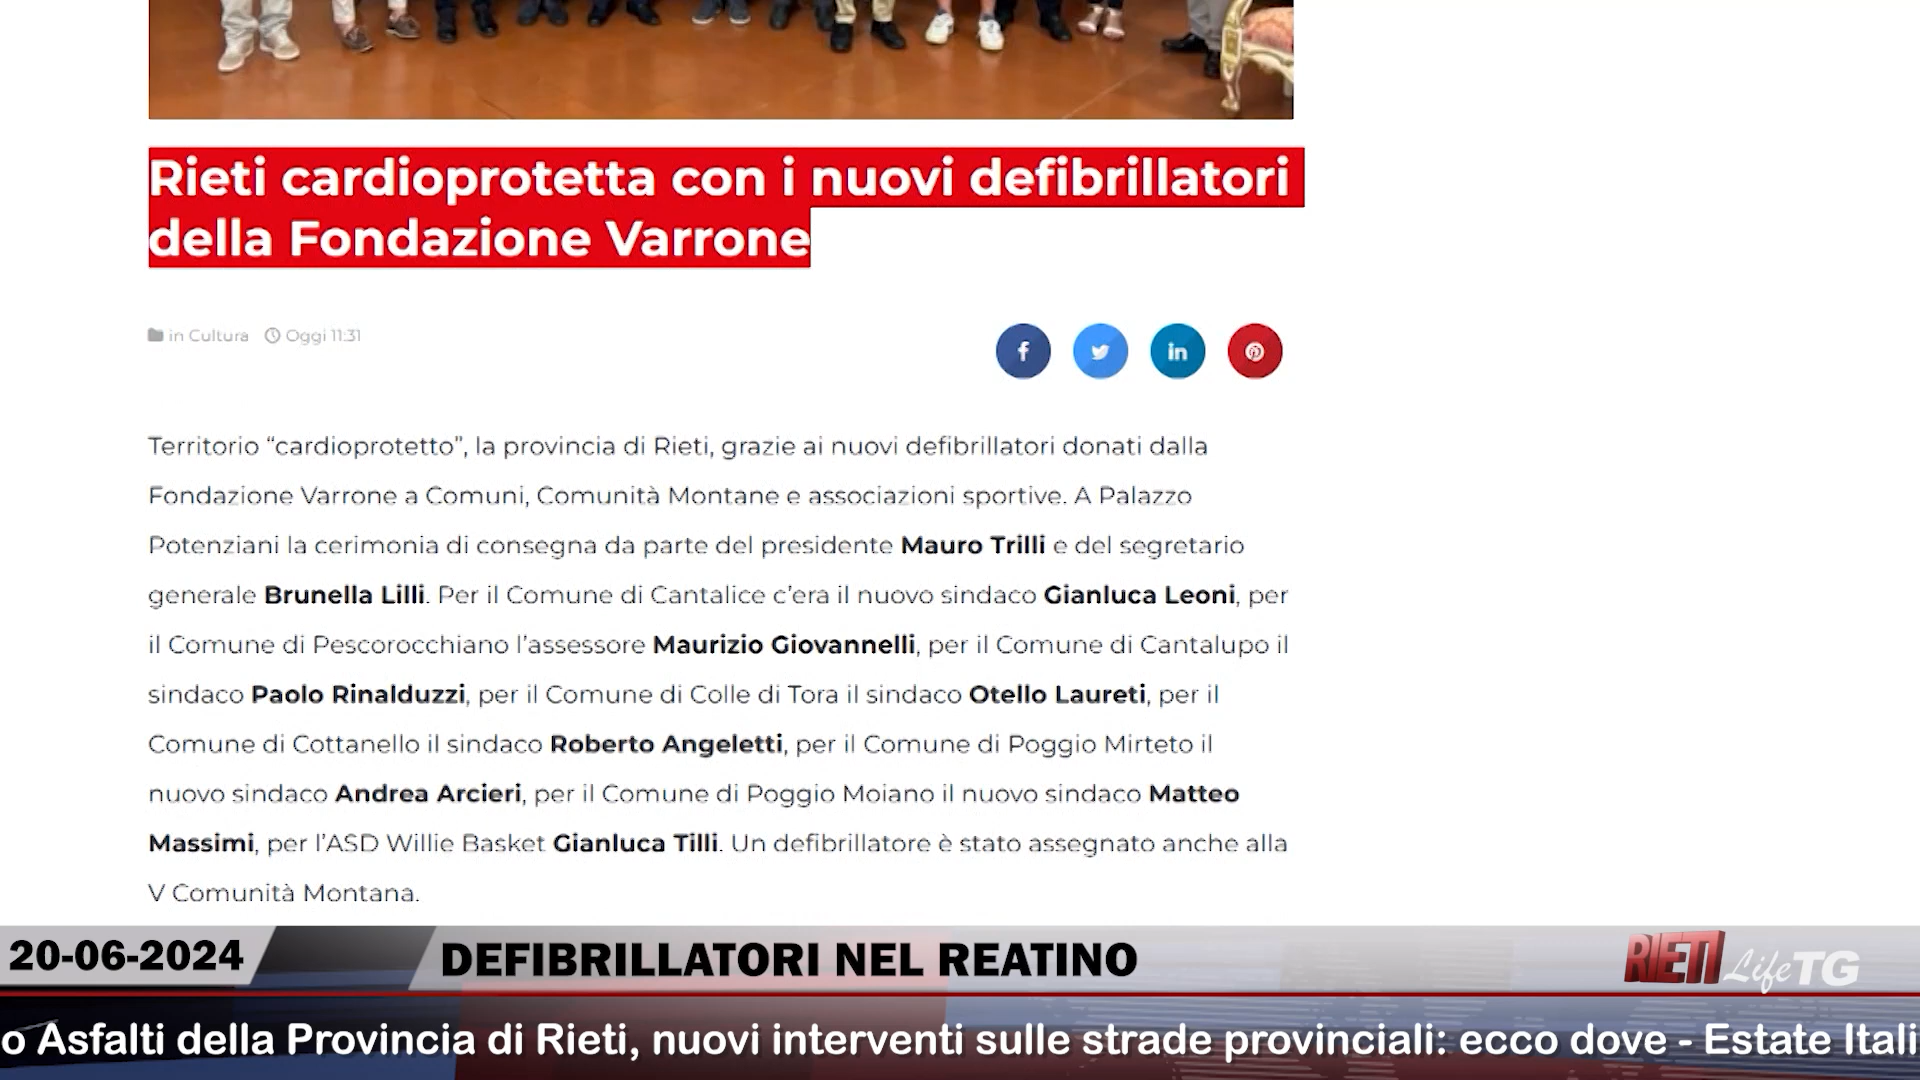 Rieti cardioprotetta con i nuovi defibrillatori
della Fondazione Varrone
in Cultura Oggi 11:31
f in
Territorio “cardioprotetto”, la provincia di Rieti, grazie ai nuovi defibrillatori donati dalla
Fondazione Varrone a Comuni, Comunità Montane e associazioni sportive. A Palazzo
Potenziani la cerimonia di consegna da parte del presidente Mauro Trilli e del segretario
generale Brunella Lilli. Per il Comune di Cantalice c’era il nuovo sindaco Gianluca Leoni, per
il Comune di Pescorocchiano l’assessore Maurizio Giovannelli, per il Comune di Cantalupo il
sindaco Paolo Rinalduzzi, per il Comune di Colle di Tora il sindaco Otello Laureti, per il
Comune di Cottanello il sindaco Roberto Angeletti, per il Comune di Poggio Mirteto il
nuovo sindaco Andrea Arcieri, per il Comune di Poggio Moiano il nuovo sindaco Matteo
Massimi, per l’ASD Willie Basket Gianluca Tilli. Un defibrillatore è stato assegnato anche alla
V Comunità Montana.
20-06-2024 DEFIBRILLATORI NEL REATINO RIETI Life TG
o Asfalti della Provincia di Rieti, nuovi interventi sulle strade provinciali: ecco dove - Estate Itali